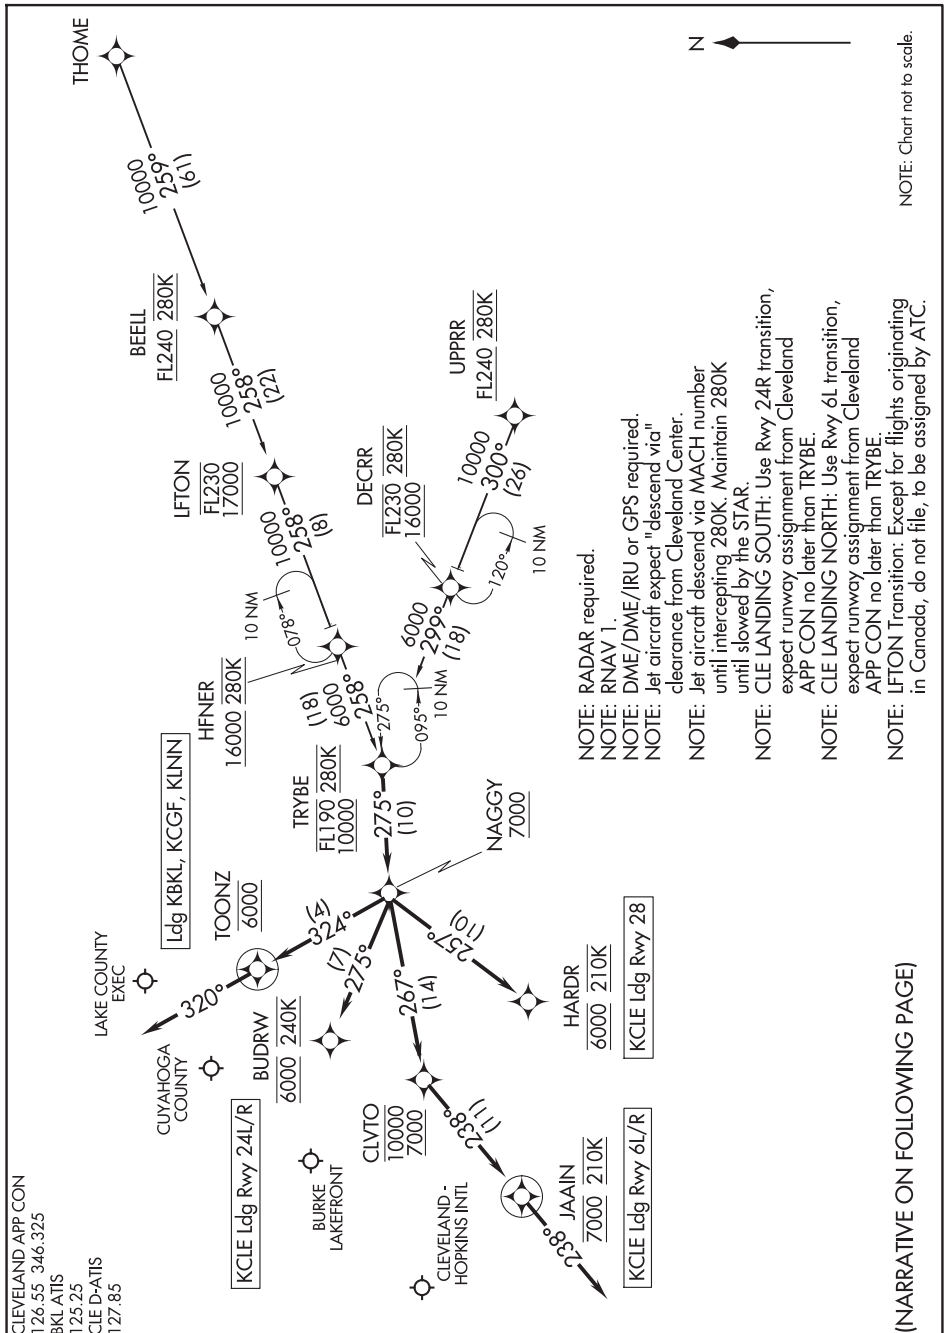 CLEVELAND APP CON
126.55 346.325
BKL ATIS
125.25
CLE D-ATIS
127.85
LAKE COUNTY
EXEC
CUYAHOGA
COUNTY
BURKE
LAKEFRONT
CLEVELAND-
HOPKINS INTL
Ldg KBKL, KCGF, KLNN
KCLE Ldg Rwy 24L/R
KCLE Ldg Rwy 6L/R
KCLE Ldg Rwy 28
THOME
10000
259°
(61)
BEELL
FL240 280K
10000
258°
(22)
LFTON
FL230
17000
10000
258°
(8)
10 NM
078°
HFNER
16000 280K
(18)
6000
258°
UPPRR
FL240 280K
10000
300°
(26)
DECRR
FL230 280K
16000
120°
10 NM
6000
299°
(18)
10 NM
275°
095°
TRYBE
FL190 280K
10000
275°
(10)
NAGGY
7000
TOONZ
6000
(4)
324°
320°
BUDRW
6000 240K
(7)
275°
CLVTO
10000
7000
267°
(14)
238°
(11)
JAAIN
7000 210K
238°
HARDR
6000 210K
257°
(10)
N
NOTE: RADAR required.
NOTE: RNAV 1.
NOTE: DME/DME/IRU or GPS required.
NOTE: Jet aircraft expect "descend via"
clearance from Cleveland Center.
NOTE: Jet aircraft descend via MACH number
until intercepting 280K. Maintain 280K
until slowed by the STAR.
NOTE: CLE LANDING SOUTH: Use Rwy 24R transition,
expect runway assignment from Cleveland
APP CON no later than TRYBE.
NOTE: CLE LANDING NORTH: Use Rwy 6L transition,
expect runway assignment from Cleveland
APP CON no later than TRYBE.
NOTE: LFTON Transition: Except for flights originating
in Canada, do not file, to be assigned by ATC.
NOTE: Chart not to scale.
(NARRATIVE ON FOLLOWING PAGE)